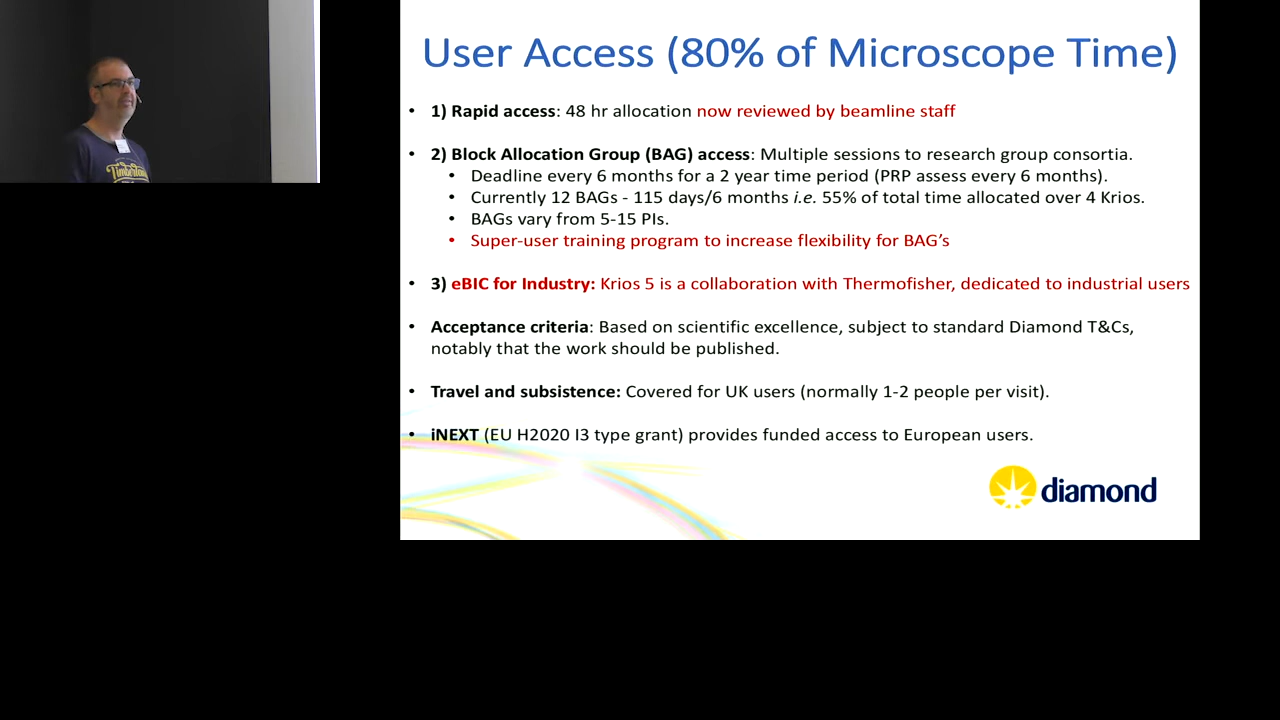 User Access (80% of Microscope Time)
• 1) Rapid access: 48 hr allocation now reviewed by beamline staff
• 2) Block Allocation Group (BAG) access: Multiple sessions to research group consortia.
• Deadline every 6 months for a 2 year time period (PRP assess every 6 months).
• Currently 12 BAGs - 115 days/6 months i.e. 55% of total time allocated over 4 Krios.
• BAGs vary from 5-15 PIs.
• Super-user training program to increase flexibility for BAG’s
• 3) eBIC for Industry: Krios 5 is a collaboration with Thermofisher, dedicated to industrial users
• Acceptance criteria: Based on scientific excellence, subject to standard Diamond T&Cs,
notably that the work should be published.
• Travel and subsistence: Covered for UK users (normally 1-2 people per visit).
• iNEXT (EU H2020 I3 type grant) provides funded access to European users.
diamond